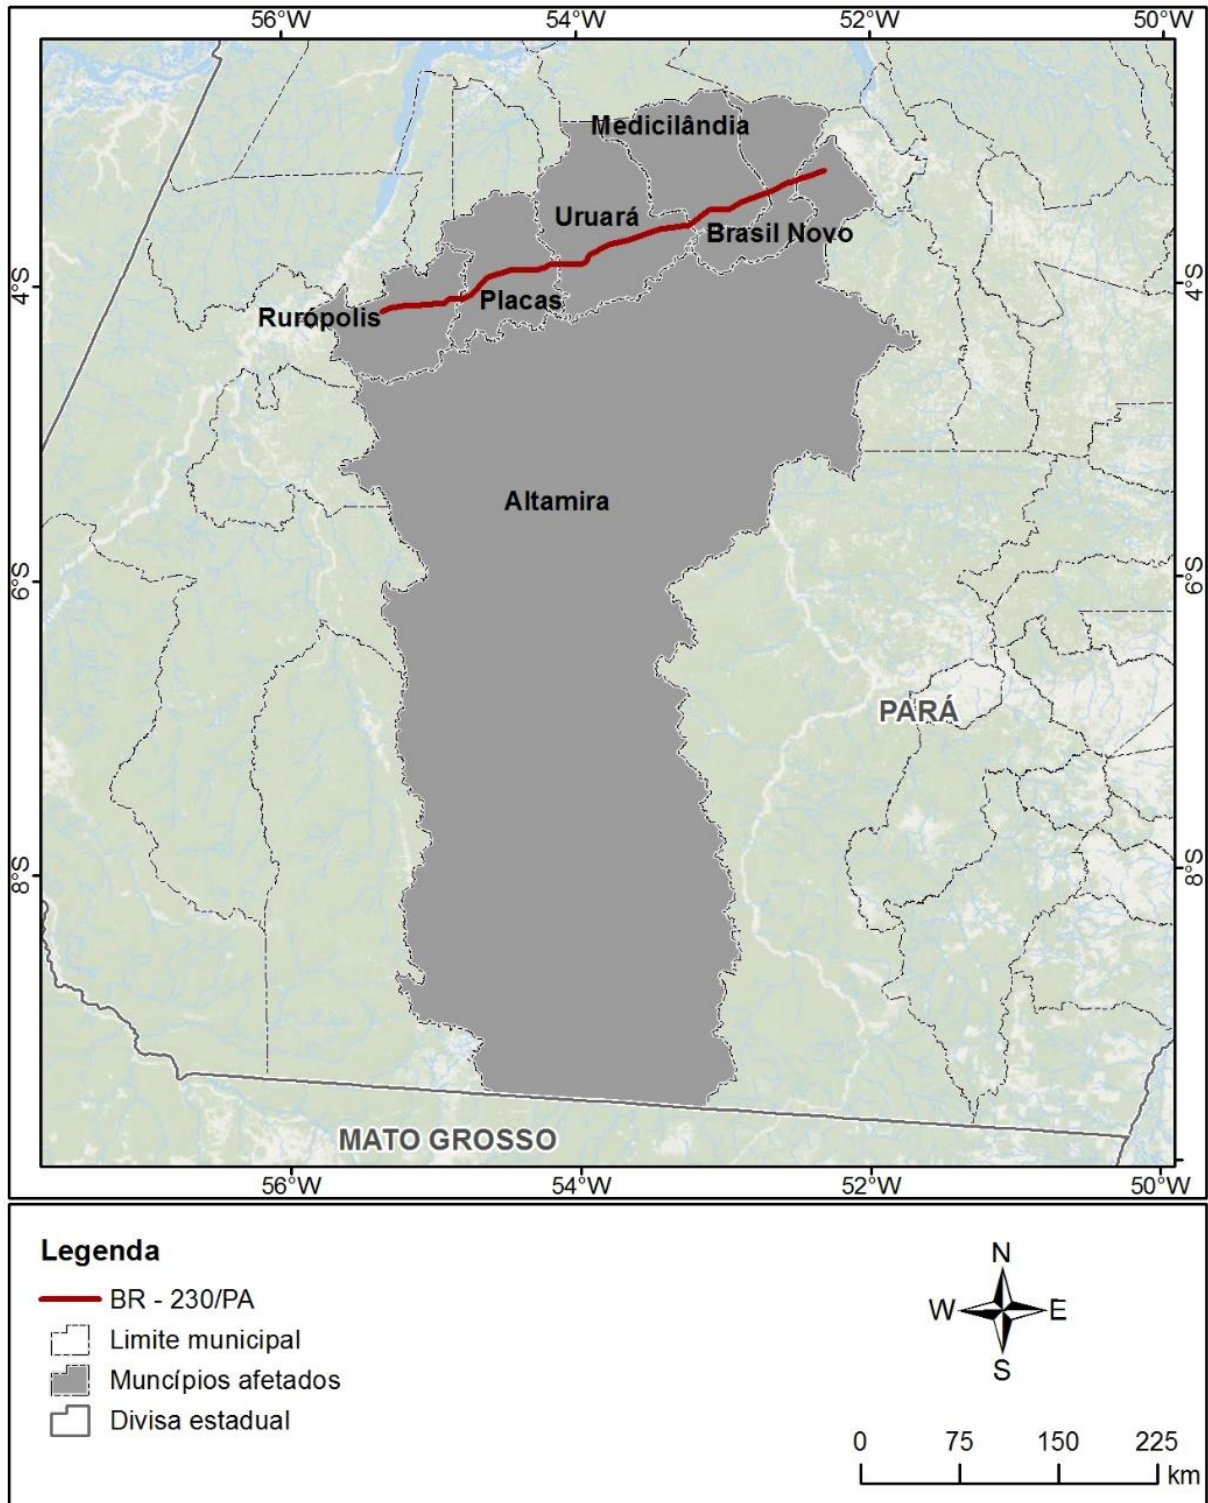 56°W 54°W 52°W 50°W
Medicilândia
Uruará
Brasil Novo
4°S 4°S
Placas
Rurópolis
Altamira
6°S 6°S
PARÁ
8°S 8°S
MATO GROSSO
56°W 54°W 52°W 50°W
Legenda
BR - 230/PA
Limite municipal
Muncípios afetados
Divisa estadual
N
W E
S
0 75 150 225
km